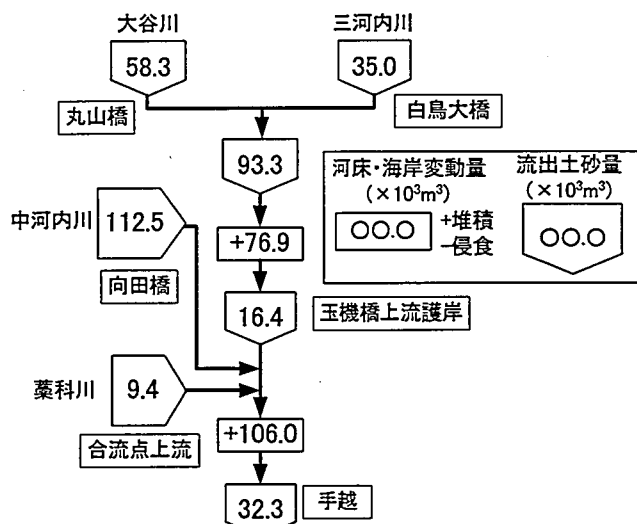 大谷川
三河内川
58.3
35.0
丸山橋
白鳥大橋
93.3
河床・海岸変動量
(×10³m³)
○○.○
+堆積
-侵食
流出土砂量
(×10³m³)
○○.○
中河内川
112.5
向田橋
+76.9
16.4
玉機橋上流護岸
藁科川
9.4
合流点上流
+106.0
32.3
手越